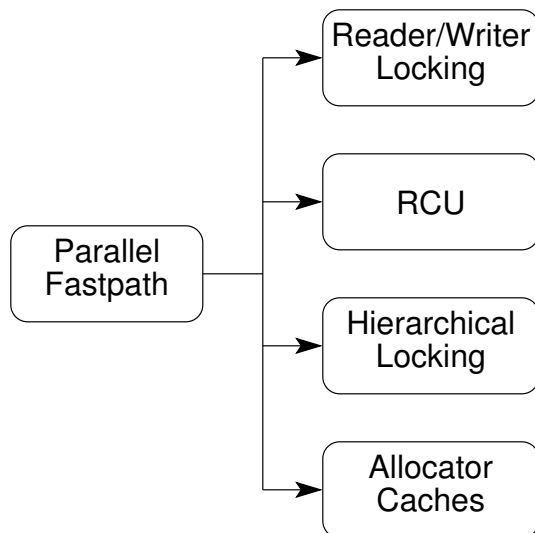 Reader/Writer
Locking
RCU
Parallel
Fastpath
Hierarchical
Locking
Allocator
Caches